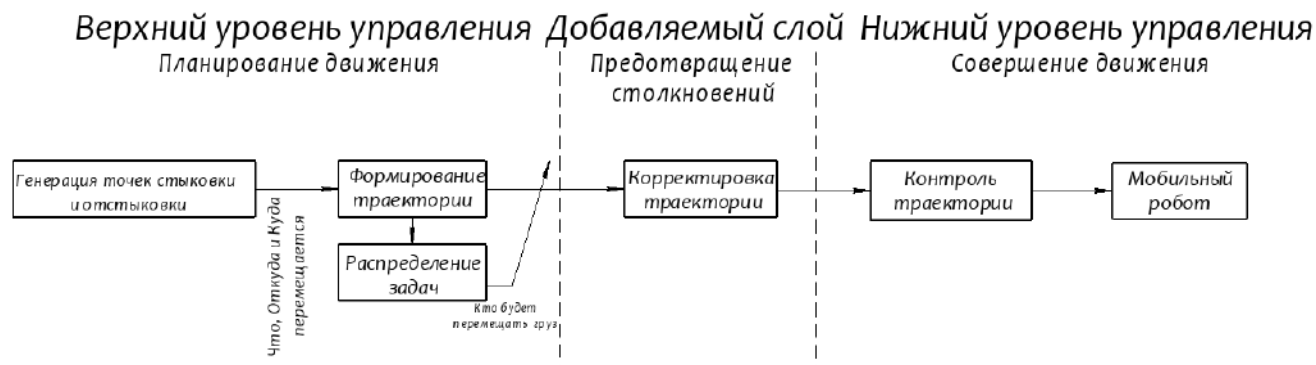 Верхний уровень управления
Планирование движения
Добавляемый слой
Предотвращение
столкновений
Нижний уровень управления
Совершение движения
Генерация точек стыковки
и отстыковки
Что, Откуда и Куда
перемещается
Формирование
траектории
Распределение
задач
Кто будет
перемещать груз
Корректировка
траектории
Контроль
траектории
Мобильный
робот